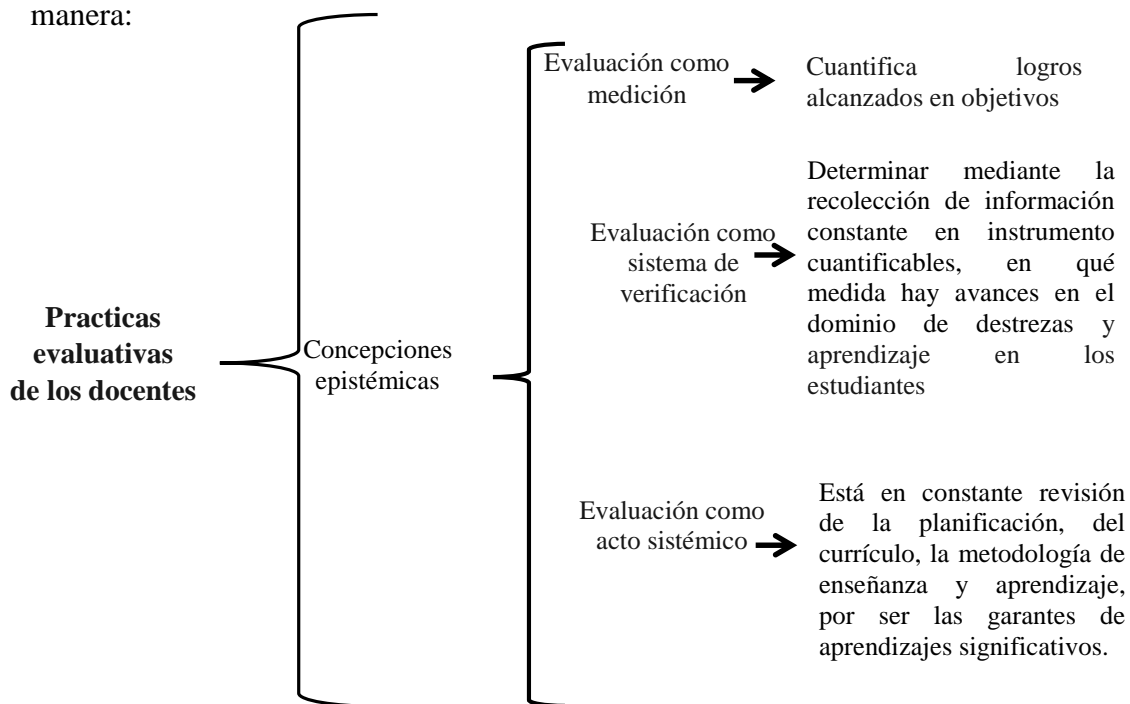 manera:
Practicas
evaluativas
de los docentes
Concepciones
epistémicas
Evaluación como
medición
Cuantifica logros
alcanzados en objetivos
Evaluación como
sistema de
verificación
Determinar mediante la
recolección de información
constante en instrumento
cuantificables, en qué
medida hay avances en el
dominio de destrezas y
aprendizaje en los
estudiantes
Evaluación como
acto sistémico
Está en constante revisión
de la planificación, del
currículo, la metodología de
enseñanza y aprendizaje,
por ser las garantes de
aprendizajes significativos.